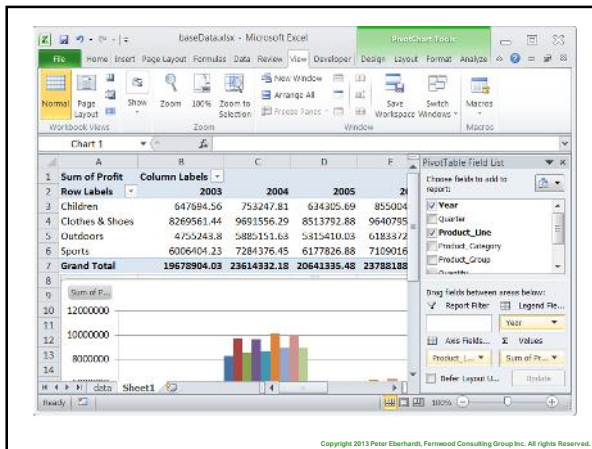 baseData.xlsx - Microsoft Excel
PivotChart Tools
File Home Insert Page Layout Formulas Data Review View Developer Design Layout Format Analyze
Normal Page Layout Show Zoom 100% Zoom to Selection New Window Arrange All Freeze Panes Save Workspace Switch Windows Macros
Workbook Views Zoom Window Macros
Chart 1 fx
A B C D E
1 Sum of Profit Column Labels
2 Row Labels 2003 2004 2005 20
3 Children 647694.56 753247.81 634305.69 855004
4 Clothes & Shoes 8269561.44 9691556.29 8513792.88 9640795
5 Outdoors 4755243.8 5885151.63 5315410.03 6183372
6 Sports 6006404.23 7284376.45 6177826.88 7109016
7 Grand Total 19678904.03 23614332.18 20641335.48 23788188
8
9 Sum of P...
10 12000000
11
12 10000000
13
14 8000000
PivotTable Field List
Choose fields to add to report:
Year
Quarter
Product_Line
Product_Category
Product_Group
Quantity
Drag fields between areas below:
Report Filter Legend Fie...
Year
Axis Fields... Σ Values
Product_L... Sum of Pr...
Defer Layout U... Update
data Sheet1
Ready 100%
Copyright 2013 Peter Eberhardt, Fernwood Consulting Group Inc. All rights Reserved.